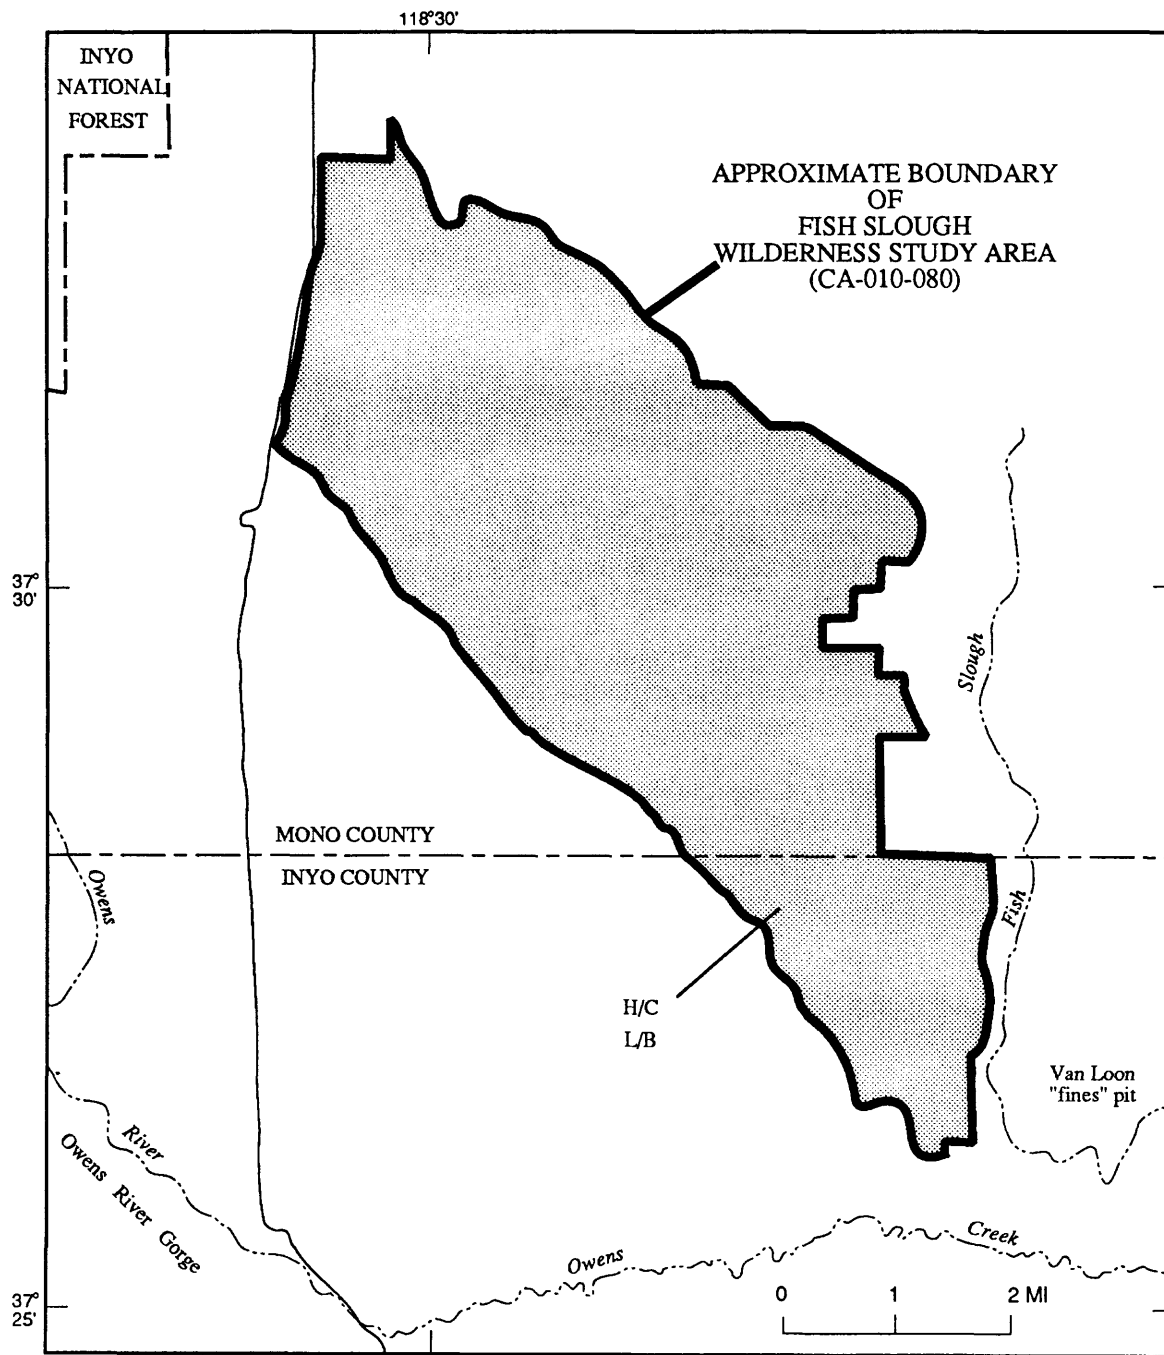 118°30'
INYO
NATIONAL
FOREST
APPROXIMATE BOUNDARY
OF
FISH SLOUGH
WILDERNESS STUDY AREA
(CA-010-080)
37°
30'
Slough
MONO COUNTY
INYO COUNTY
Owens
Fish
H/C
L/B
Van Loon
"fines" pit
River
Owens River Gorge
Owens
Creek
37°
25'
0 1 2 MI